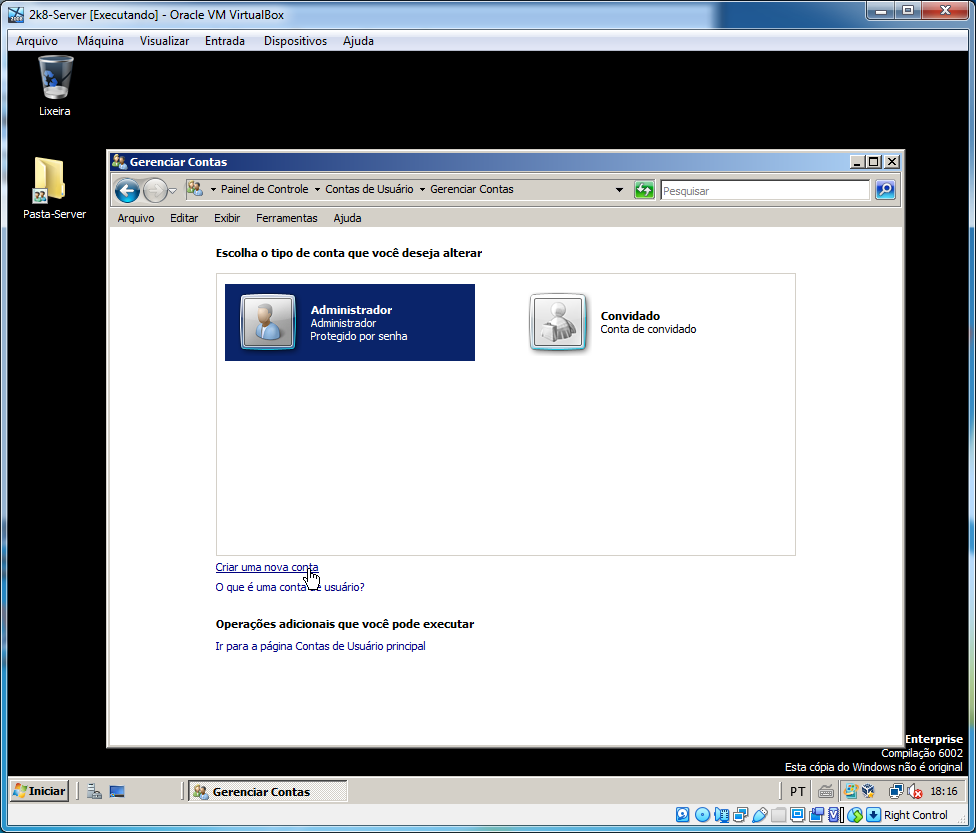 2k8-Server [Executando] - Oracle VM VirtualBox
Arquivo Máquina Visualizar Entrada Dispositivos Ajuda
Lixeira
Pasta-Server
Gerenciar Contas
Painel de Controle Contas de Usuário Gerenciar Contas Pesquisar
Arquivo Editar Exibir Ferramentas Ajuda
Escolha o tipo de conta que você deseja alterar
Administrador
Administrador
Protegido por senha
Convidado
Conta de convidado
Criar uma nova conta
O que é uma conta de usuário?
Operações adicionais que você pode executar
Ir para a página Contas de Usuário principal
Enterprise
Compilação 6002
Esta cópia do Windows não é original
Iniciar Gerenciar Contas PT 18:16
Right Control